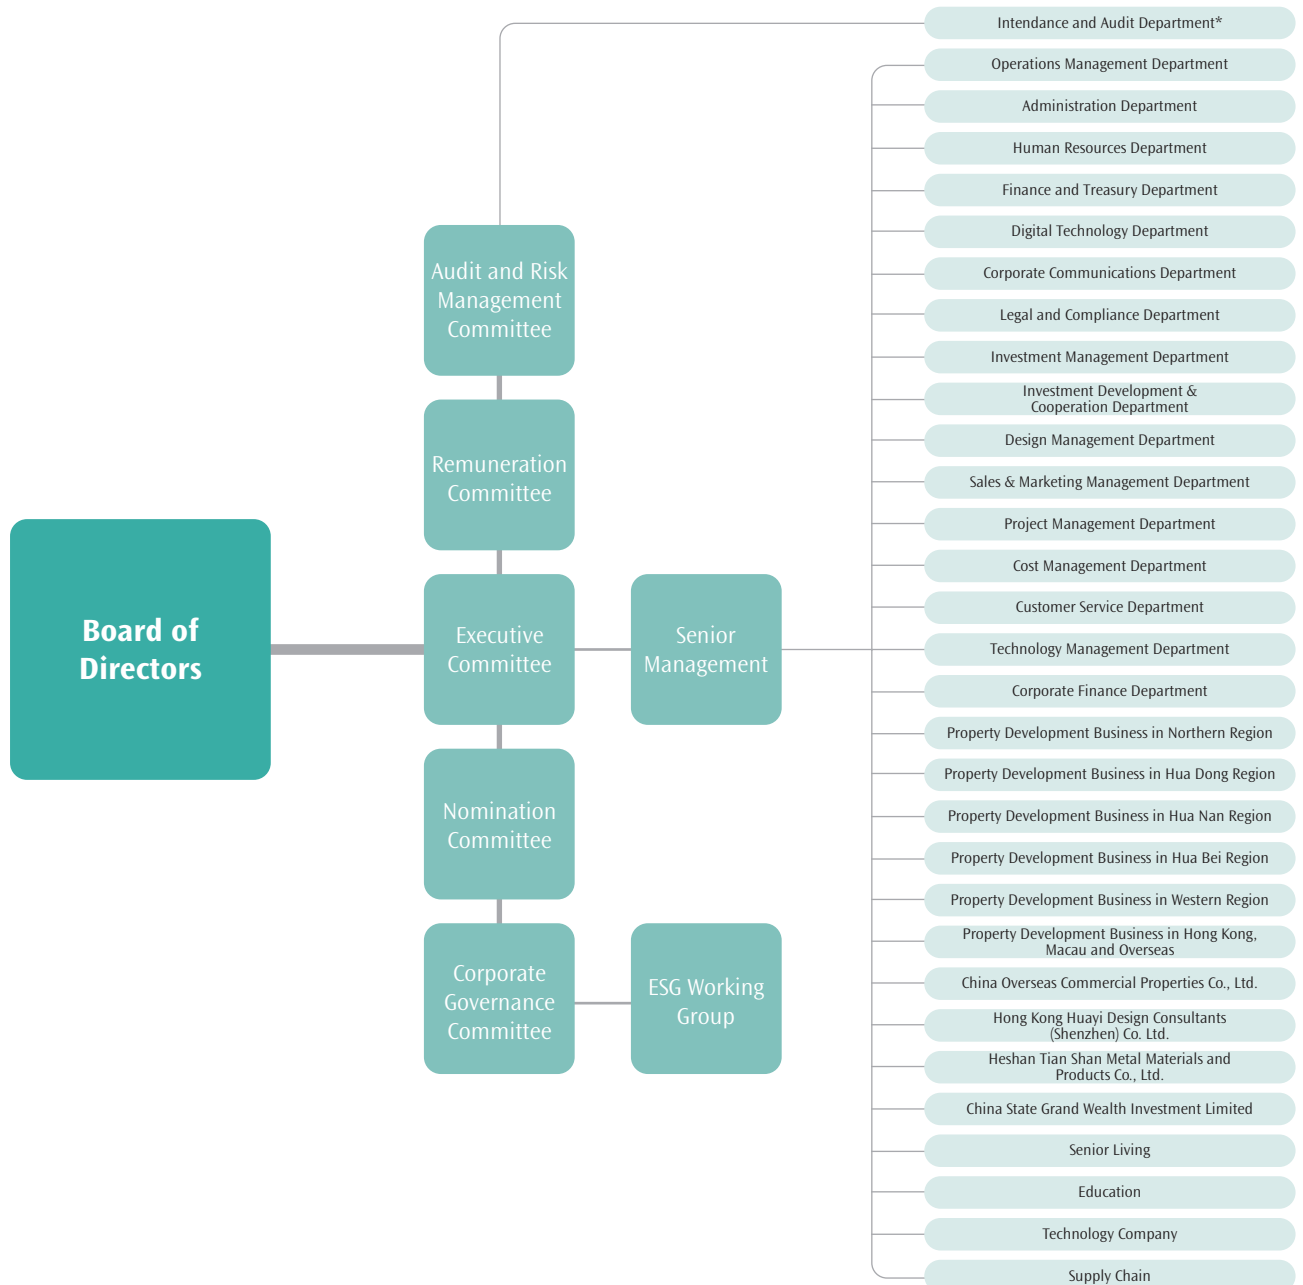 Board of
Directors
Audit and Risk
Management
Committee
Remuneration
Committee
Executive
Committee
Nomination
Committee
Corporate
Governance
Committee
Senior
Management
ESG Working
Group
Intendance and Audit Department*
Operations Management Department
Administration Department
Human Resources Department
Finance and Treasury Department
Digital Technology Department
Corporate Communications Department
Legal and Compliance Department
Investment Management Department
Investment Development &
Cooperation Department
Design Management Department
Sales & Marketing Management Department
Project Management Department
Cost Management Department
Customer Service Department
Technology Management Department
Corporate Finance Department
Property Development Business in Northern Region
Property Development Business in Hua Dong Region
Property Development Business in Hua Nan Region
Property Development Business in Hua Bei Region
Property Development Business in Western Region
Property Development Business in Hong Kong,
Macau and Overseas
China Overseas Commercial Properties Co., Ltd.
Hong Kong Huayi Design Consultants
(Shenzhen) Co. Ltd.
Heshan Tian Shan Metal Materials and
Products Co., Ltd.
China State Grand Wealth Investment Limited
Senior Living
Education
Technology Company
Supply Chain